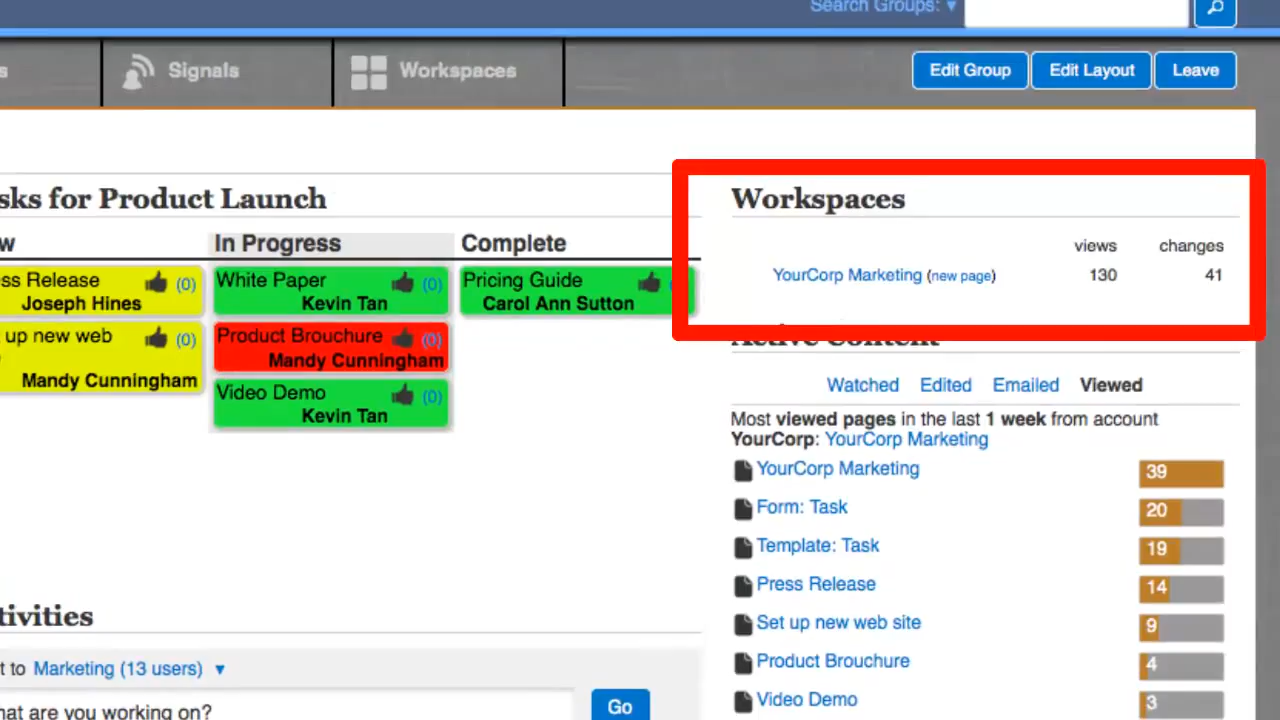 Search Groups: ▼
s
Signals
Workspaces
Edit Group
Edit Layout
Leave
sks for Product Launch
w
In Progress
Complete
ss Release (0)
Joseph Hines
up new web (0)
Mandy Cunningham
White Paper (0)
Kevin Tan
Product Brouchure (0)
Mandy Cunningham
Video Demo (0)
Kevin Tan
Pricing Guide
Carol Ann Sutton
Workspaces
views changes
YourCorp Marketing (new page) 130 41
Active Content
Watched Edited Emailed Viewed
Most viewed pages in the last 1 week from account
YourCorp: YourCorp Marketing
YourCorp Marketing 39
Form: Task 20
Template: Task 19
Press Release 14
Set up new web site 9
Product Brouchure 4
Video Demo 3
tivities
t to Marketing (13 users) ▼
hat are you working on?
Go